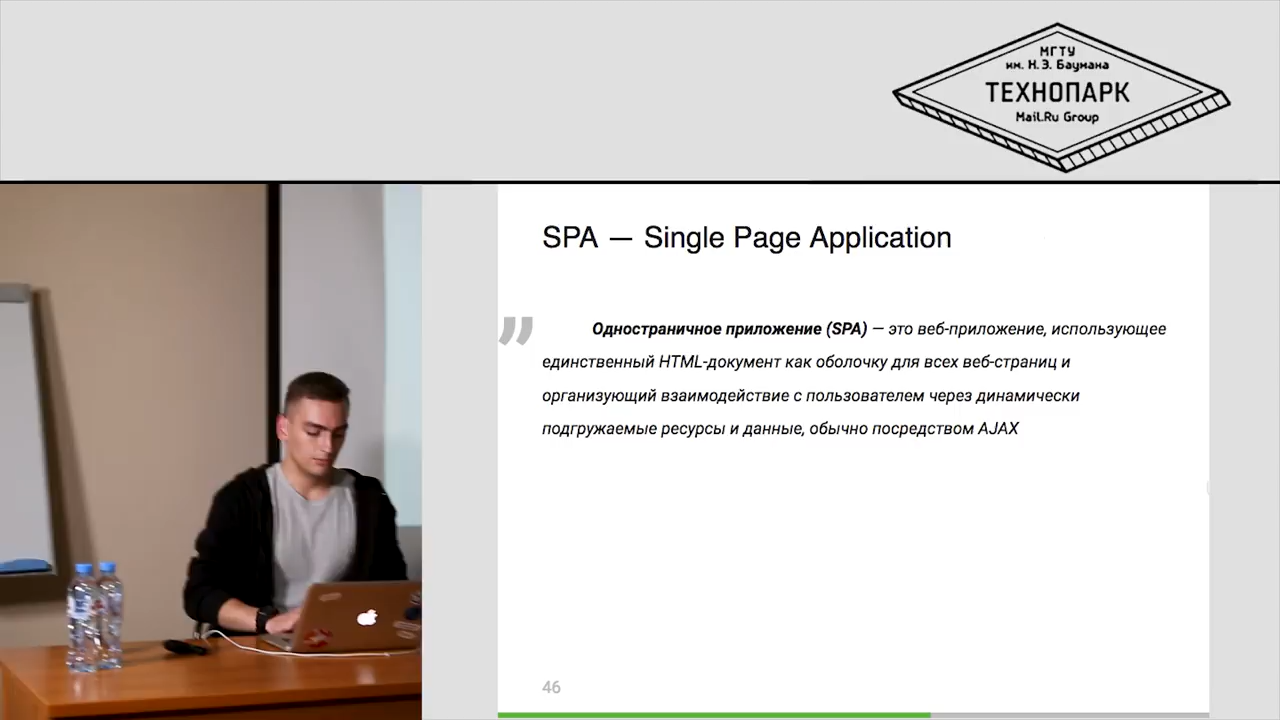 МГТУ
им. Н.Э. Баумана
ТЕХНОПАРК
Mail.Ru Group
SPA — Single Page Application
” Одностраничное приложение (SPA) — это веб-приложение, использующее
единственный HTML-документ как оболочку для всех веб-страниц и
организующий взаимодействие с пользователем через динамически
подгружаемые ресурсы и данные, обычно посредством AJAX
46